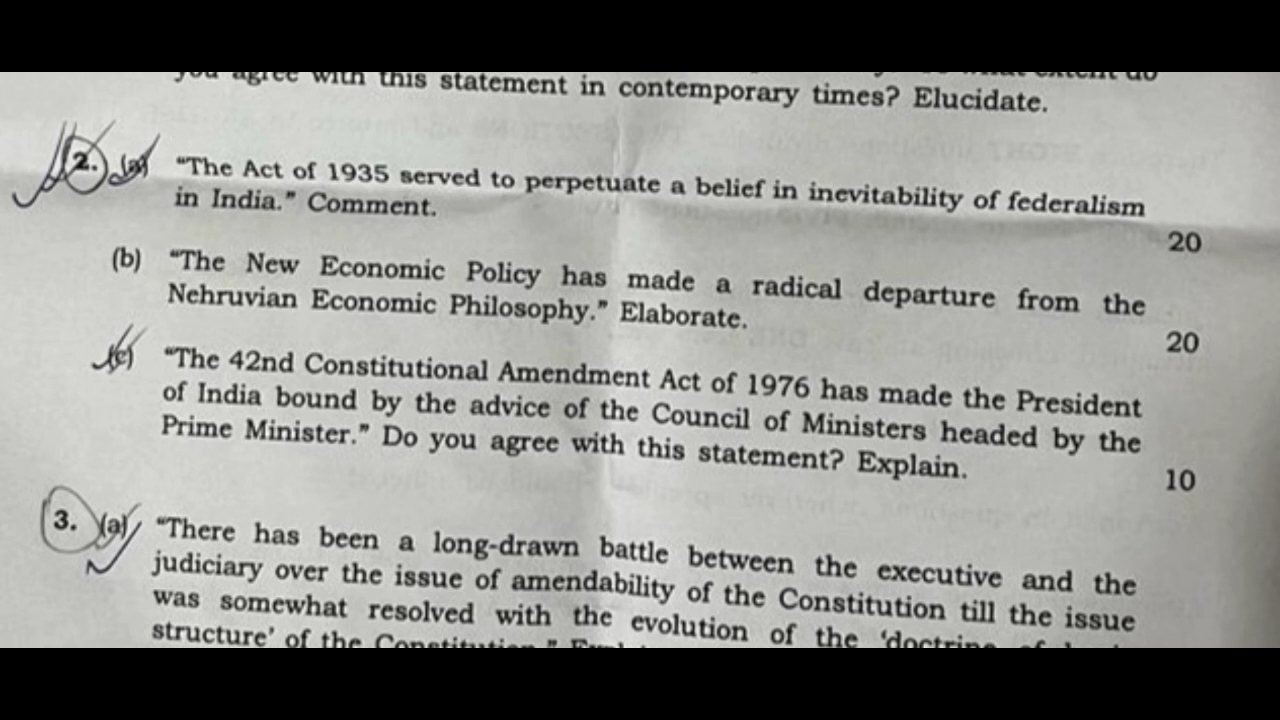 you agree with this statement in contemporary times? Elucidate.
2. (a) “The Act of 1935 served to perpetuate a belief in inevitability of federalism
in India.” Comment.
20
(b) “The New Economic Policy has made a radical departure from the
Nehruvian Economic Philosophy.” Elaborate.
20
(c) “The 42nd Constitutional Amendment Act of 1976 has made the President
of India bound by the advice of the Council of Ministers headed by the
Prime Minister.” Do you agree with this statement? Explain.
10
3. (a) “There has been a long-drawn battle between the executive and the
judiciary over the issue of amendability of the Constitution till the issue
was somewhat resolved with the evolution of the ‘doctrine of
structure’ of the Constitution.”